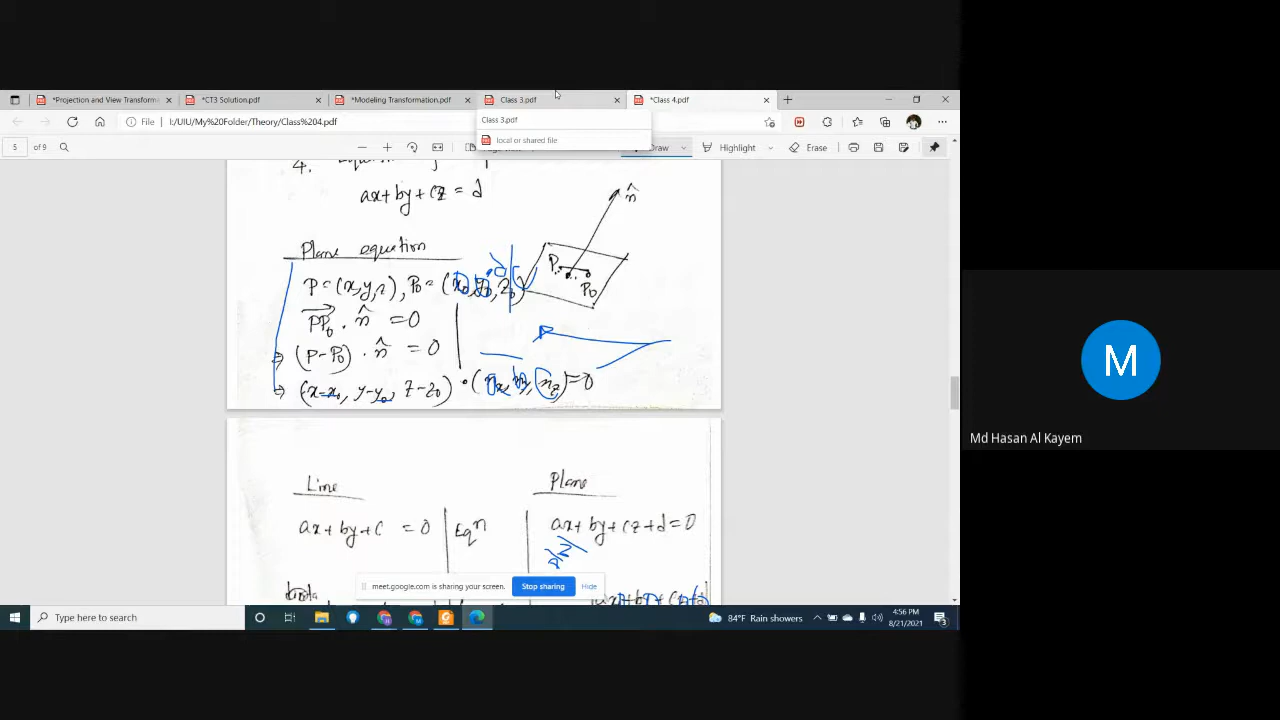 *Projection and View Transform
*CT3 Solution.pdf
*Modeling Transformation.pdf
Class 3.pdf
*Class 4.pdf
File
I:/UIU/My%20Folder/Theory/Class%204.pdf
Class 3.pdf
local or shared file
5 of 9
Draw
Highlight
Erase
4.
ax+by+cz = d
n̂
Plane equation
P
P₀
P=(x,y,z), P₀=(x₀,y₀,z₀)
PP₀ . n̂ =0
⇒ (P-P₀) . n̂ = 0
⇒ (x-x₀, y-y₀, z-z₀) • (nx, ny, nz)=0
Line
Plane
ax+by+c = 0
Eqⁿ
ax+by+cz+d=0
meet.google.com is sharing your screen.
Stop sharing
Hide
Type here to search
84°F Rain showers
4:56 PM
8/21/2021
3
M
Md Hasan Al Kayem